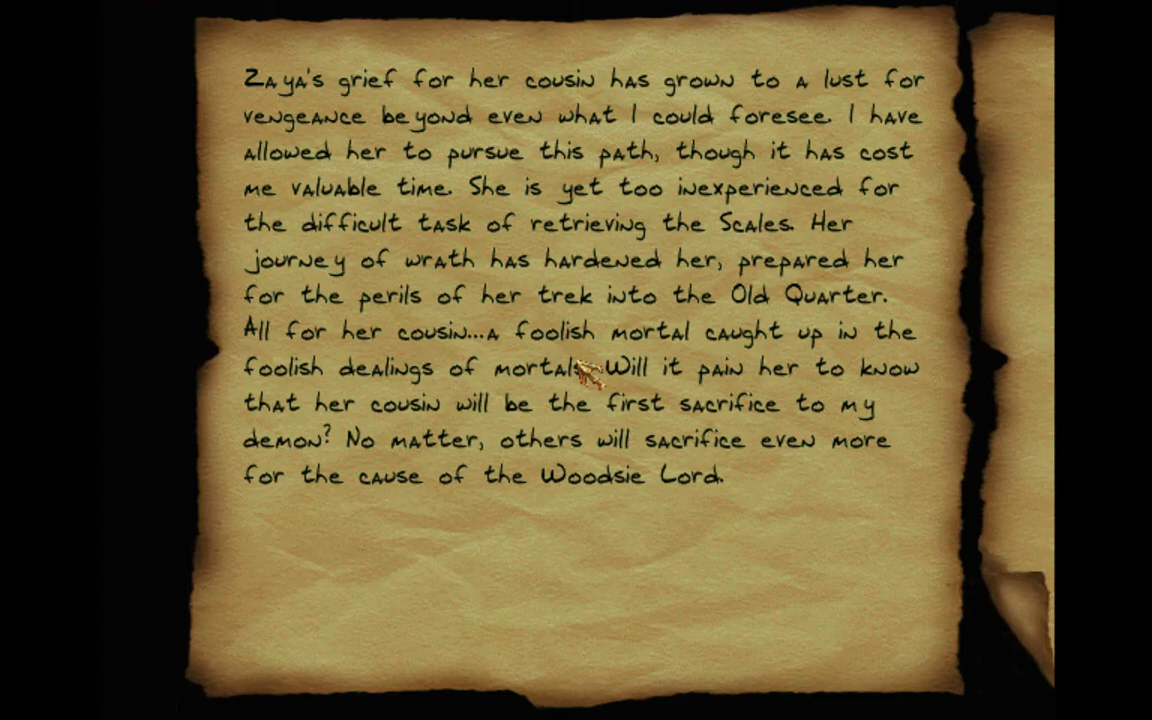 Zaya's grief for her cousin has grown to a lust for
vengeance beyond even what I could foresee. I have
allowed her to pursue this path, though it has cost
me valuable time. She is yet too inexperienced for
the difficult task of retrieving the Scales. Her
journey of wrath has hardened her, prepared her
for the perils of her trek into the Old Quarter.
All for her cousin...a foolish mortal caught up in the
foolish dealings of mortals. Will it pain her to know
that her cousin will be the first sacrifice to my
demon? No matter, others will sacrifice even more
for the cause of the Woodsie Lord.